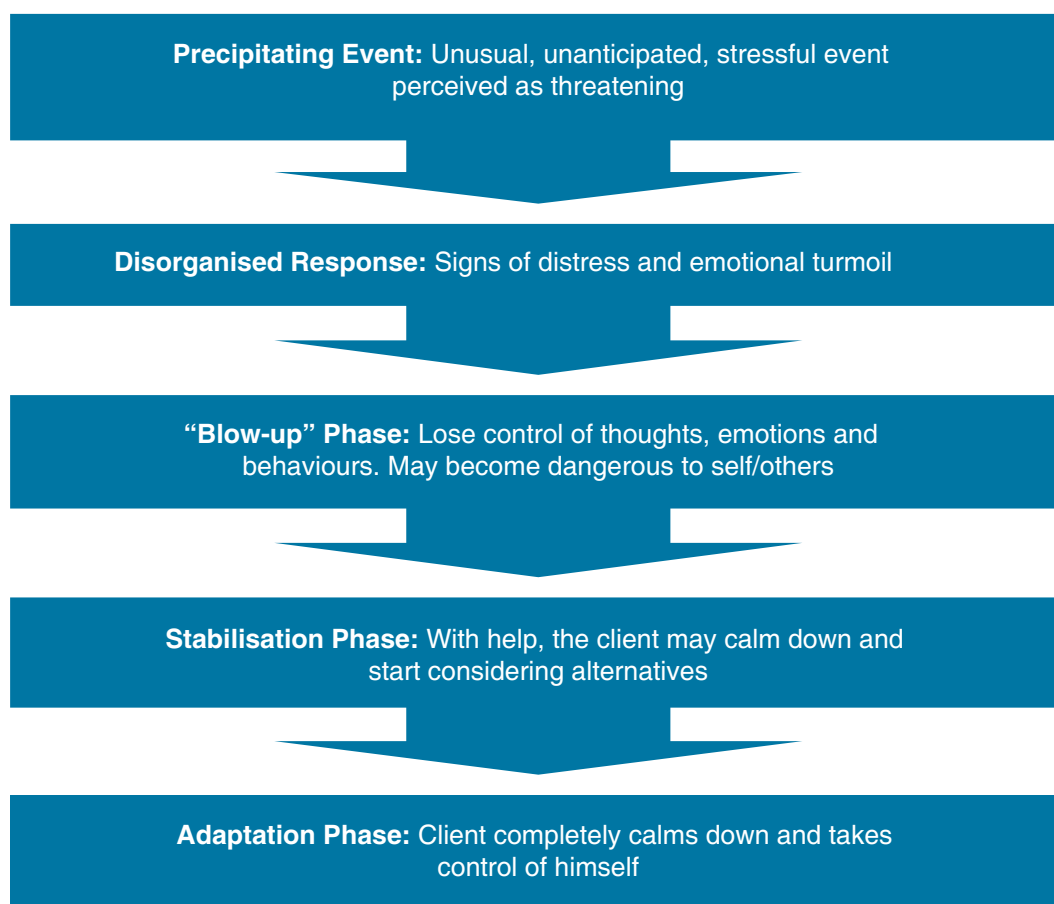 Precipitating Event: Unusual, unanticipated, stressful event
perceived as threatening
Disorganised Response: Signs of distress and emotional turmoil
“Blow-up” Phase: Lose control of thoughts, emotions and
behaviours. May become dangerous to self/others
Stabilisation Phase: With help, the client may calm down and
start considering alternatives
Adaptation Phase: Client completely calms down and takes
control of himself